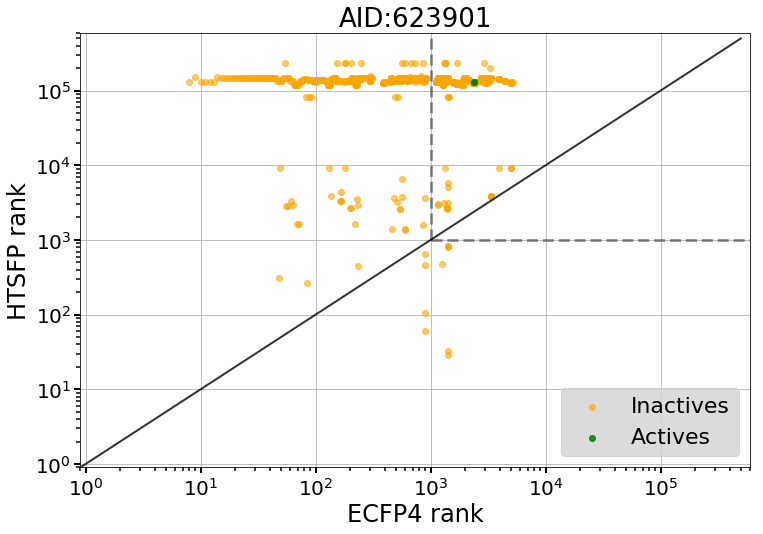 AID:623901
HTSFP rank
10⁵
10⁴
10³
10²
10¹
10⁰
10⁰ 10¹ 10² 10³ 10⁴ 10⁵
ECFP4 rank
Inactives
Actives